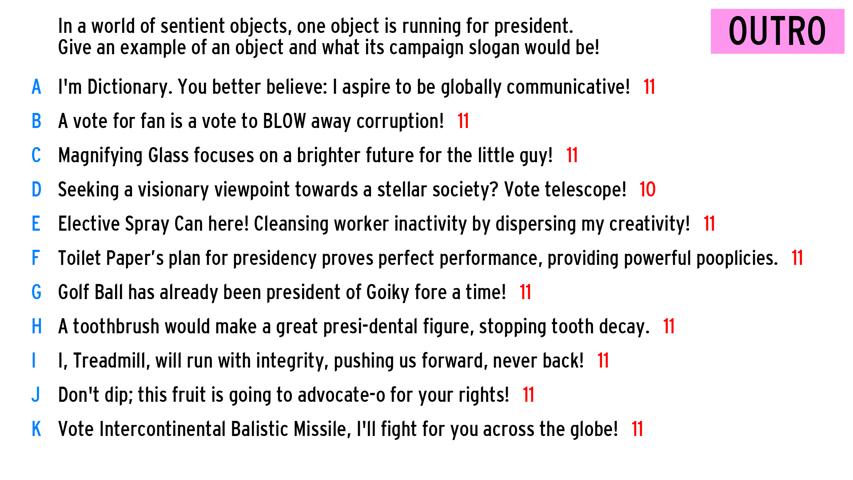 In a world of sentient objects, one object is running for president.
Give an example of an object and what its campaign slogan would be!
OUTRO
A I'm Dictionary. You better believe: I aspire to be globally communicative! 11
B A vote for fan is a vote to BLOW away corruption! 11
C Magnifying Glass focuses on a brighter future for the little guy! 11
D Seeking a visionary viewpoint towards a stellar society? Vote telescope! 10
E Elective Spray Can here! Cleansing worker inactivity by dispersing my creativity! 11
F Toilet Paper's plan for presidency proves perfect performance, providing powerful pooplicies. 11
G Golf Ball has already been president of Goiky fore a time! 11
H A toothbrush would make a great presi-dental figure, stopping tooth decay. 11
I I, Treadmill, will run with integrity, pushing us forward, never back! 11
J Don't dip; this fruit is going to advocate-o for your rights! 11
K Vote Intercontinental Balistic Missile, I'll fight for you across the globe! 11